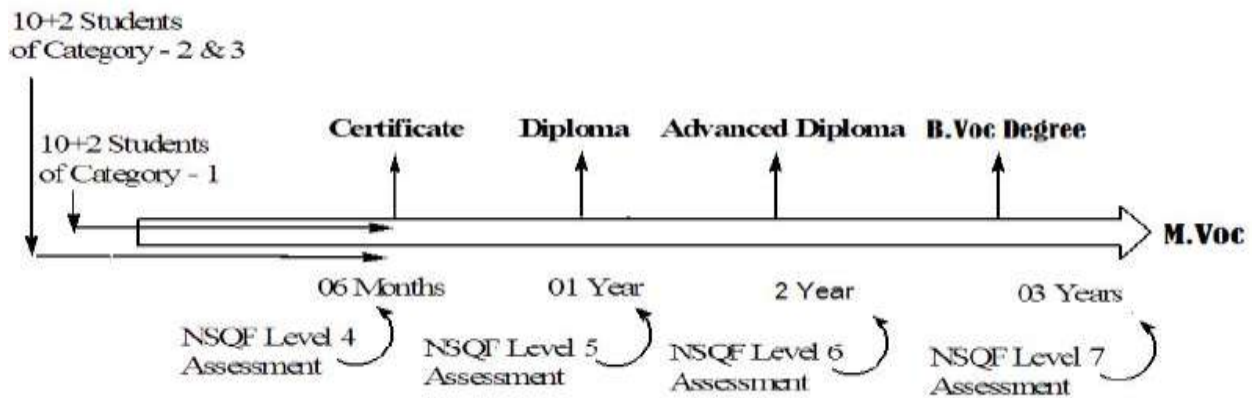 10+2 Students
of Category - 2 & 3
10+2 Students
of Category - 1
Certificate
Diploma
Advanced Diploma
B.Voc Degree
M.Voc
06 Months
01 Year
2 Year
03 Years
NSQF Level 4
Assessment
NSQF Level 5
Assessment
NSQF Level 6
Assessment
NSQF Level 7
Assessment